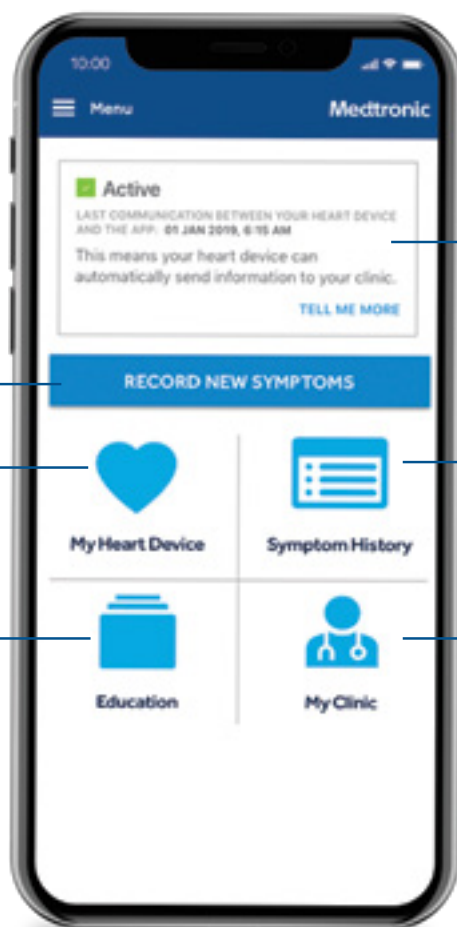 10:00
Menu
Medtronic
Active
LAST COMMUNICATION BETWEEN YOUR HEART DEVICE
AND THE APP: 01 JAN 2019, 6:15 AM
This means your heart device can
automatically send information to your clinic.
TELL ME MORE
RECORD NEW SYMPTOMS
My Heart Device
Symptom History
Education
My Clinic